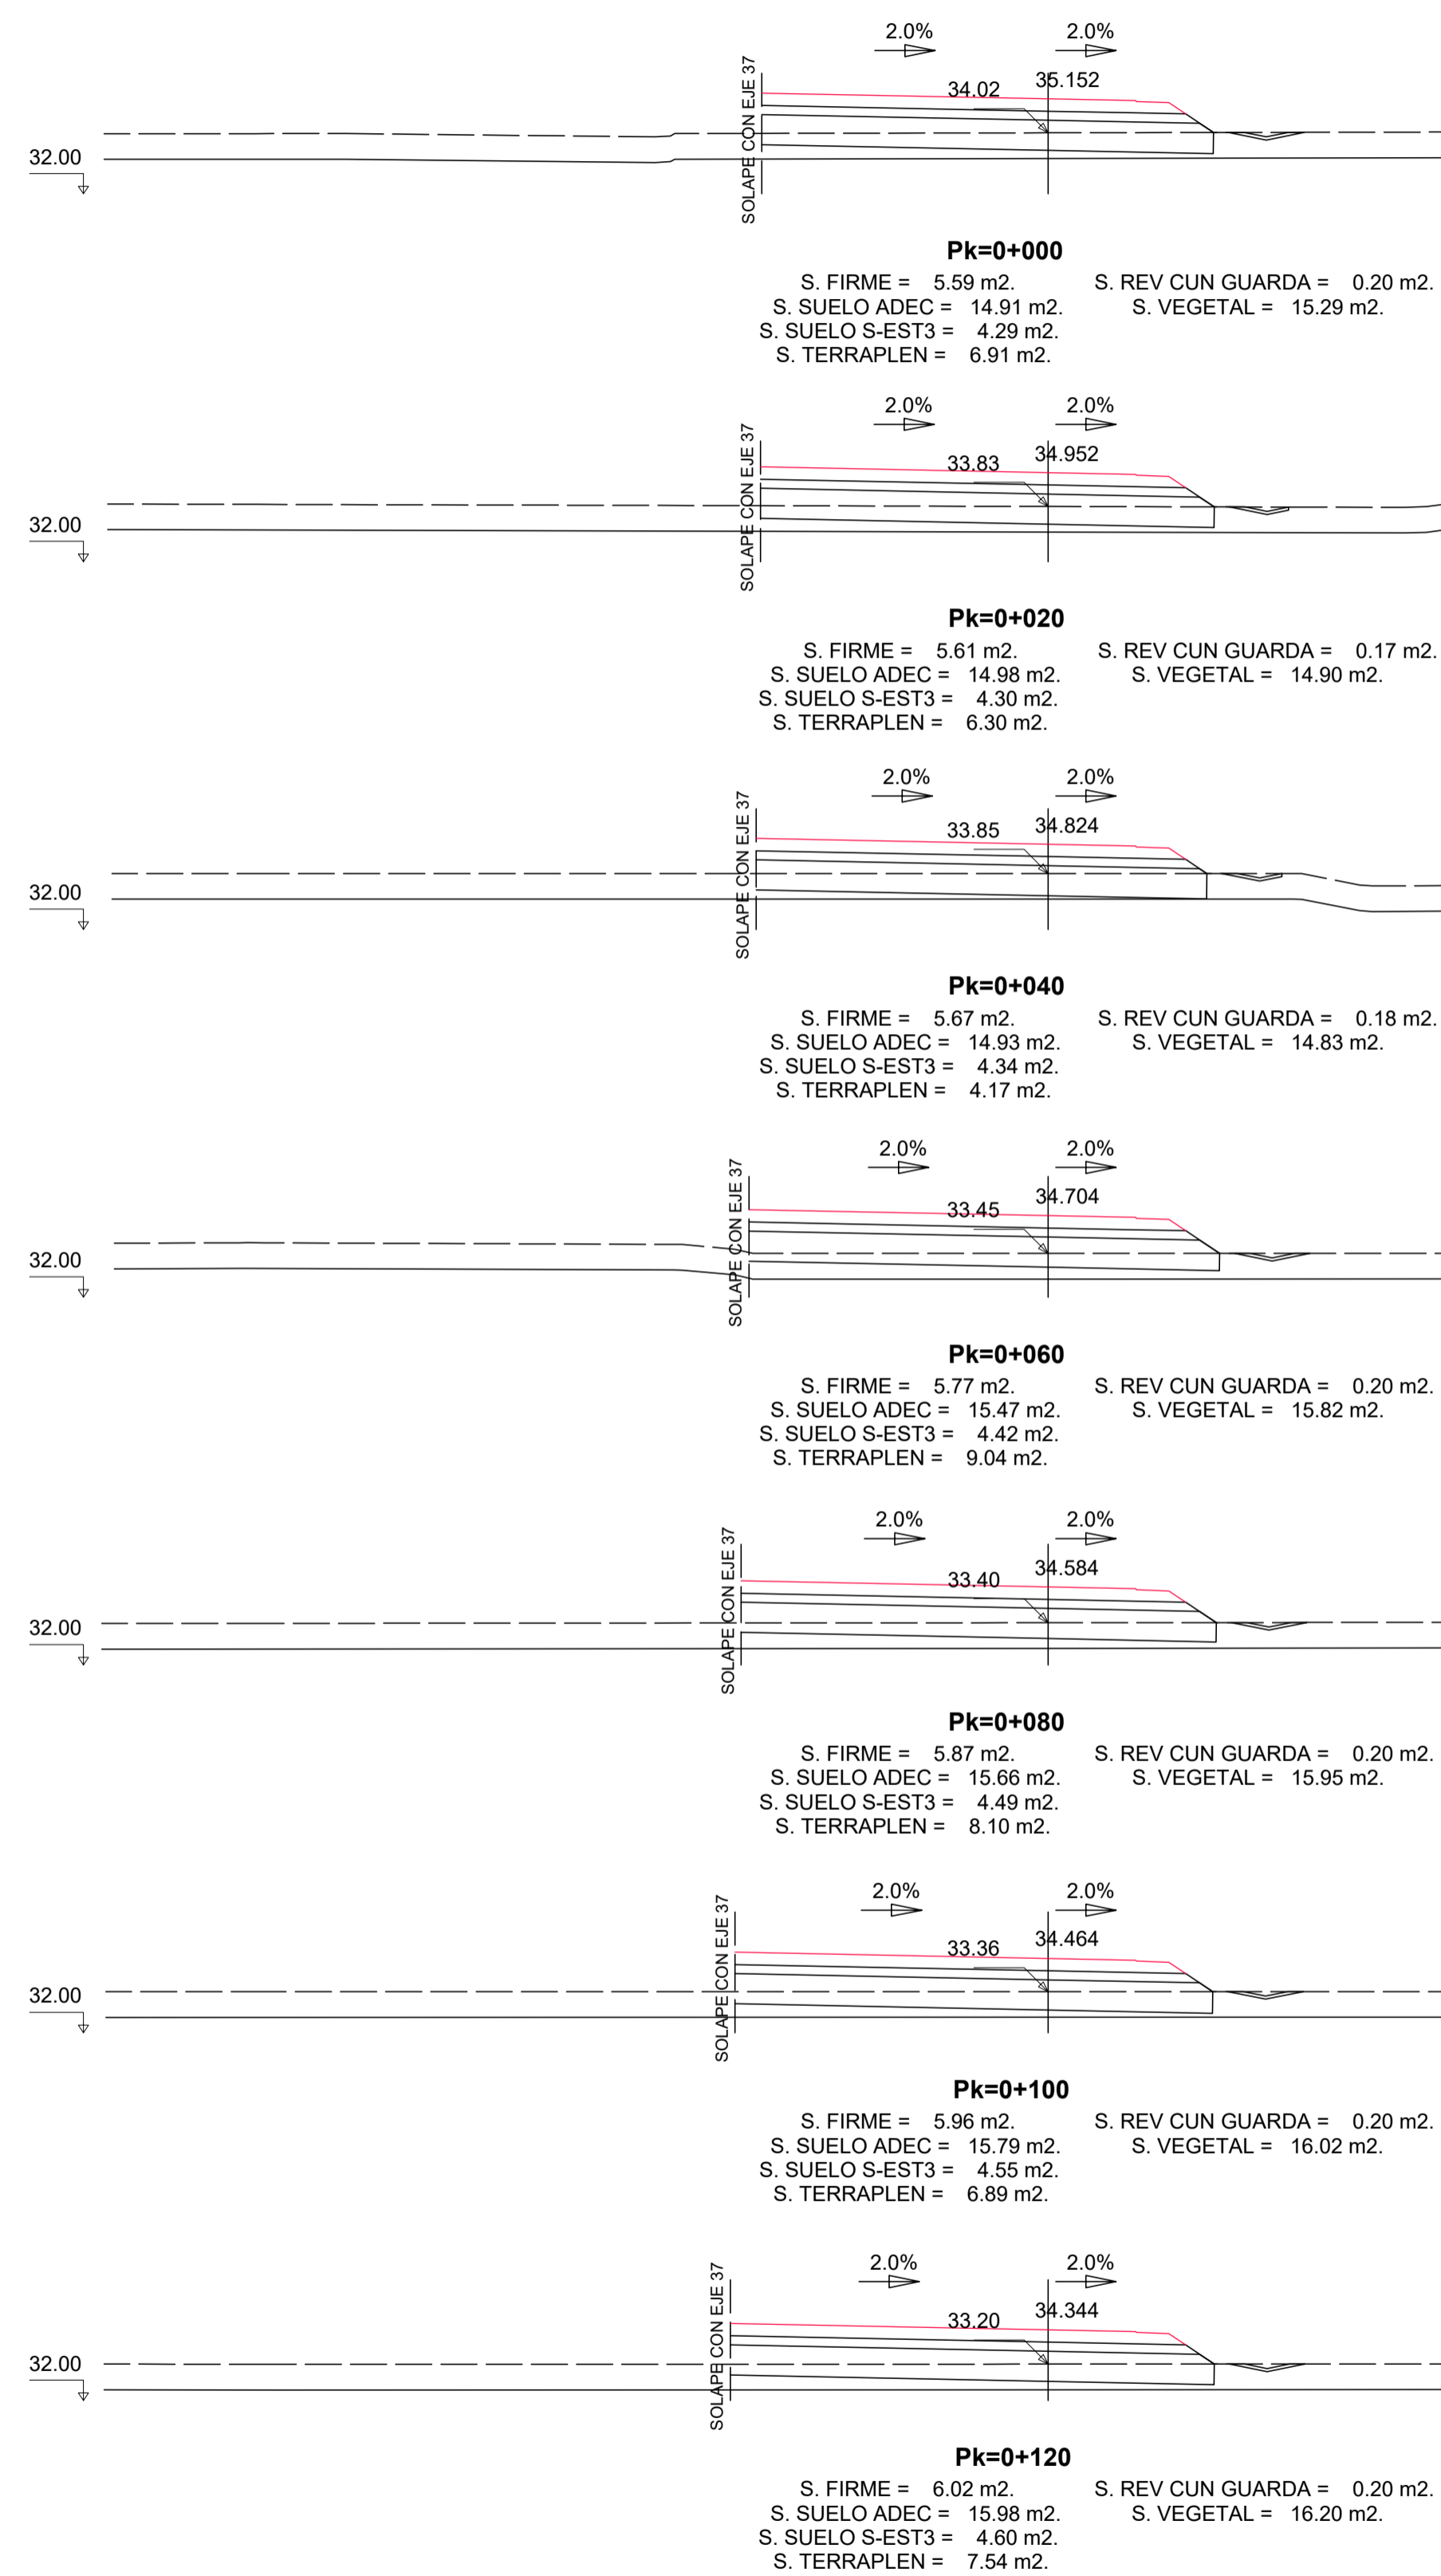 2.0% 2.0%
34.02 35.152
SOLAPE CON EJE 37
32.00
Pk=0+000
S. FIRME = 5.59 m2. S. REV CUN GUARDA = 0.20 m2.
S. SUELO ADEC = 14.91 m2. S. VEGETAL = 15.29 m2.
S. SUELO S-EST3 = 4.29 m2.
S. TERRAPLEN = 6.91 m2.
2.0% 2.0%
33.83 34.952
SOLAPE CON EJE 37
32.00
Pk=0+020
S. FIRME = 5.61 m2. S. REV CUN GUARDA = 0.17 m2.
S. SUELO ADEC = 14.98 m2. S. VEGETAL = 14.90 m2.
S. SUELO S-EST3 = 4.30 m2.
S. TERRAPLEN = 6.30 m2.
2.0% 2.0%
33.85 34.824
SOLAPE CON EJE 37
32.00
Pk=0+040
S. FIRME = 5.67 m2. S. REV CUN GUARDA = 0.18 m2.
S. SUELO ADEC = 14.93 m2. S. VEGETAL = 14.83 m2.
S. SUELO S-EST3 = 4.34 m2.
S. TERRAPLEN = 4.17 m2.
2.0% 2.0%
33.45 34.704
SOLAPE CON EJE 37
32.00
Pk=0+060
S. FIRME = 5.77 m2. S. REV CUN GUARDA = 0.20 m2.
S. SUELO ADEC = 15.47 m2. S. VEGETAL = 15.82 m2.
S. SUELO S-EST3 = 4.42 m2.
S. TERRAPLEN = 9.04 m2.
2.0% 2.0%
33.40 34.584
SOLAPE CON EJE 37
32.00
Pk=0+080
S. FIRME = 5.87 m2. S. REV CUN GUARDA = 0.20 m2.
S. SUELO ADEC = 15.66 m2. S. VEGETAL = 15.95 m2.
S. SUELO S-EST3 = 4.49 m2.
S. TERRAPLEN = 8.10 m2.
2.0% 2.0%
33.36 34.464
SOLAPE CON EJE 37
32.00
Pk=0+100
S. FIRME = 5.96 m2. S. REV CUN GUARDA = 0.20 m2.
S. SUELO ADEC = 15.79 m2. S. VEGETAL = 16.02 m2.
S. SUELO S-EST3 = 4.55 m2.
S. TERRAPLEN = 6.89 m2.
2.0% 2.0%
33.20 34.344
SOLAPE CON EJE 37
32.00
Pk=0+120
S. FIRME = 6.02 m2. S. REV CUN GUARDA = 0.20 m2.
S. SUELO ADEC = 15.98 m2. S. VEGETAL = 16.20 m2.
S. SUELO S-EST3 = 4.60 m2.
S. TERRAPLEN = 7.54 m2.